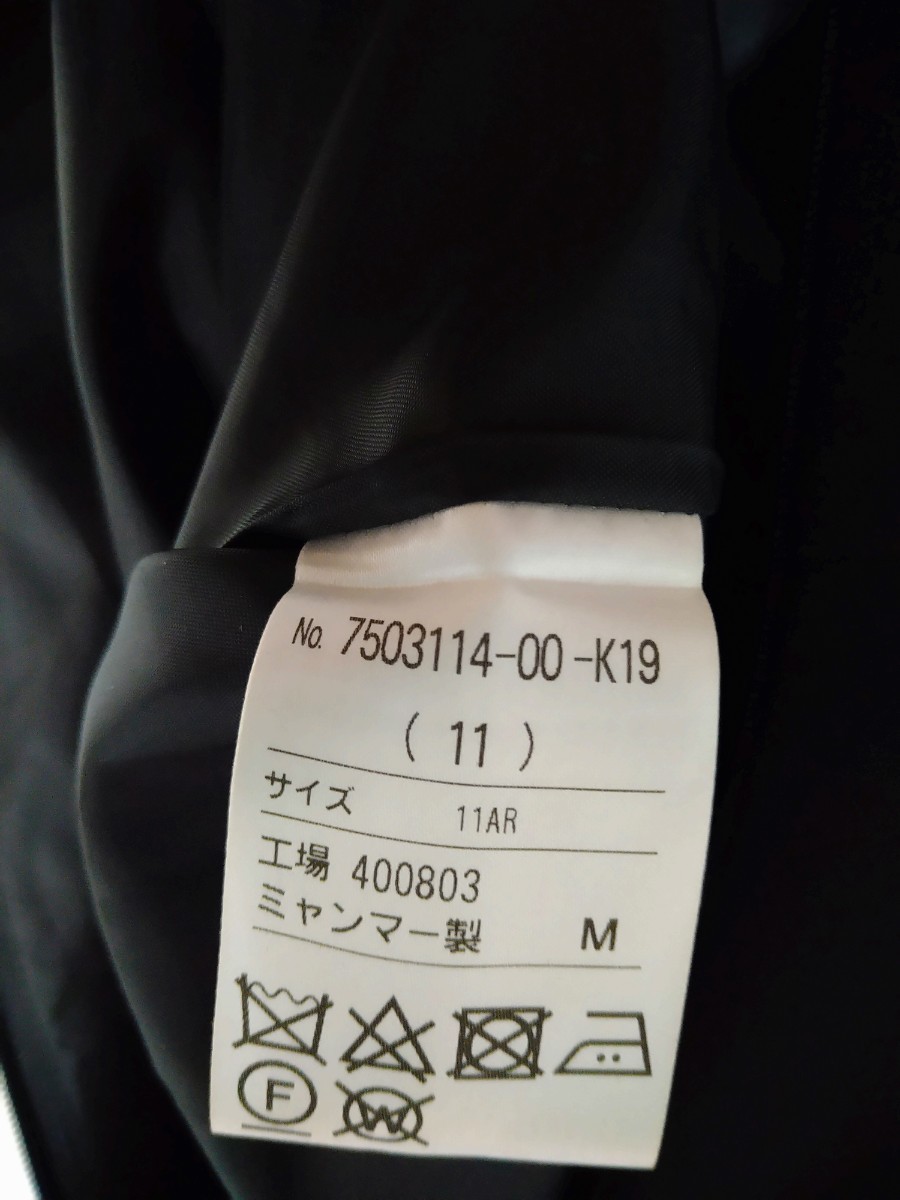 No. 7503114-00-K19
( 11 )
サイズ 11AR
工場 400803
ミャンマー製 M
F W